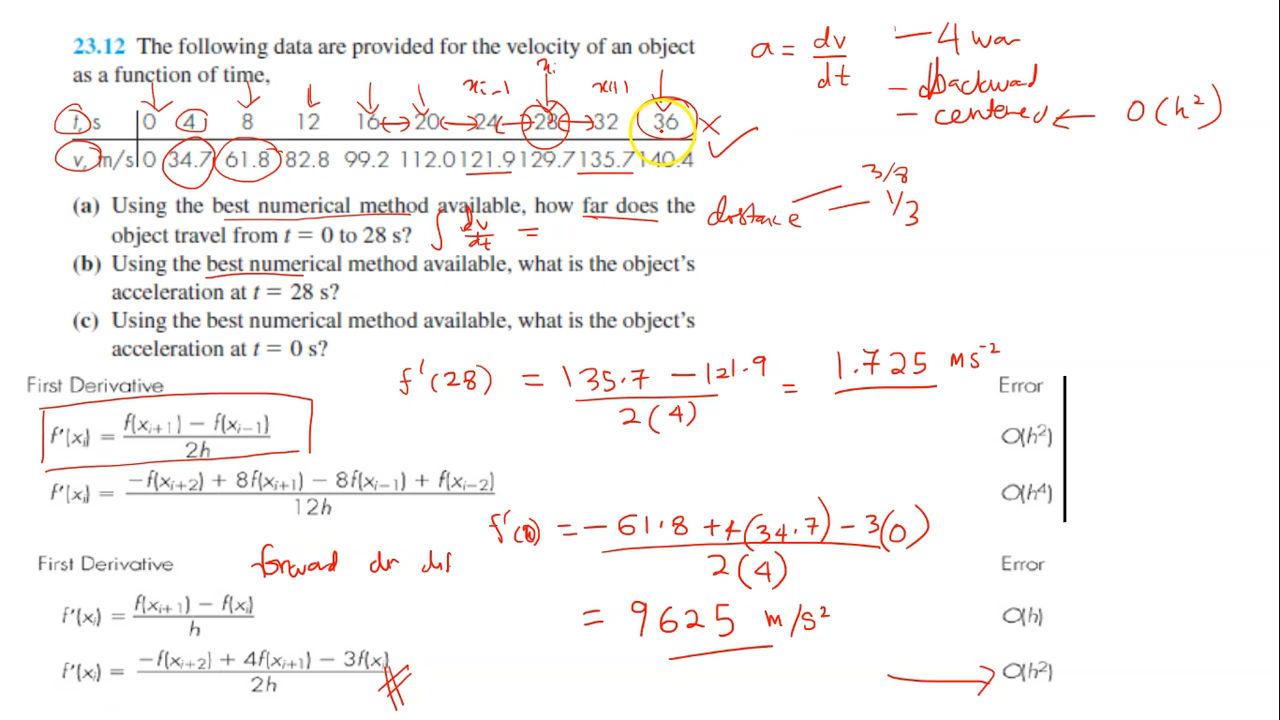 23.12 The following data are provided for the velocity of an object
as a function of time,
a = dv/dt
- backward
- centered ← O(h²)
xi-1 xi xi+1
t, s 0 4 8 12 16 20 24 28 32 36 x
v, m/s 0 34.7 61.8 82.8 99.2 112.0 121.9 129.7 135.7 140.4
(a) Using the best numerical method available, how far does the
object travel from t = 0 to 28 s?
∫ dv/dt =
distance 3/8
1/3
(b) Using the best numerical method available, what is the object's
acceleration at t = 28 s?
(c) Using the best numerical method available, what is the object's
acceleration at t = 0 s?
First Derivative Error
f'(xi) = f(xi+1) – f(xi–1) / 2h O(h²)
f'(xi) = –f(xi+2) + 8f(xi+1) – 8f(xi–1) + f(xi–2) / 12h O(h⁴)
f'(28) = 135.7 - 121.9 / 2(4) = 1.725 ms⁻²
f'(0) = -61.8 + 4(34.7) - 3(0) / 2(4)
= 9625 m/s²
First Derivative forward Error
f'(xi) = f(xi+1) – f(xi) / h O(h)
f'(xi) = –f(xi+2) + 4f(xi+1) – 3f(xi) / 2h O(h²)